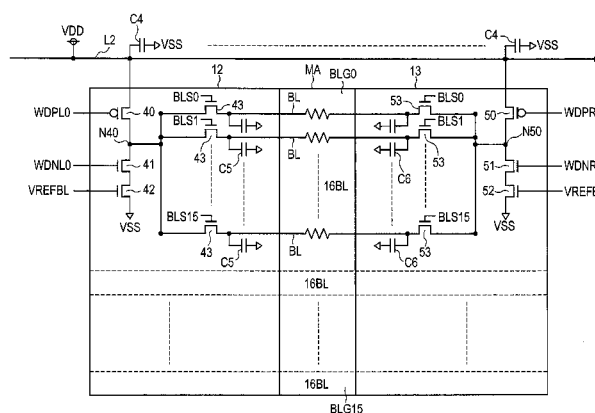 C4
C4
VDD
L2
VSS
VSS
12
MA
BLG0
13
BLS0
BL
BLS0
WDPL0
40
43
53
50
WDPR
BLS1
BLS1
N40
BL
N50
43
C5
C6
53
WDNL0
41
51
WDNR
16BL
VREFBL
42
52
VREFB
VSS
BLS15
BLS15
VSS
43
C5
BL
C6
53
16BL
16BL
BLG15